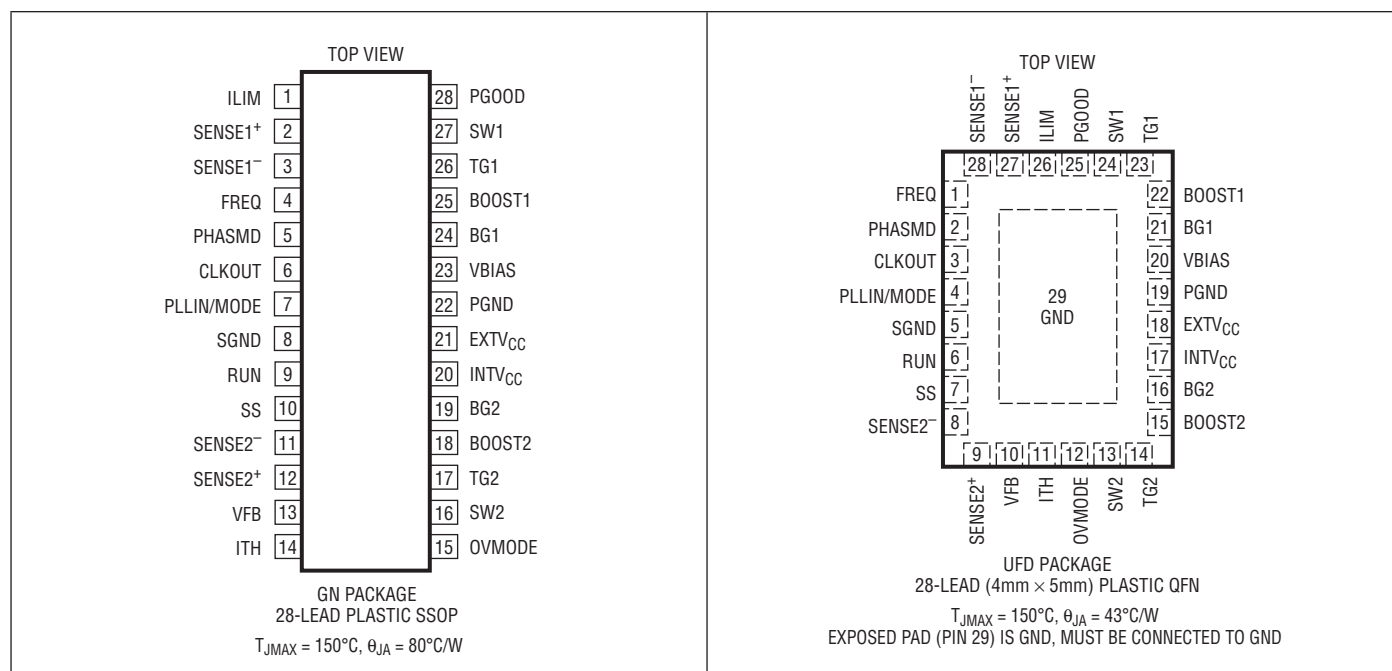 TOP VIEW
ILIM 1
SENSE1+ 2
SENSE1– 3
FREQ 4
PHASMD 5
CLKOUT 6
PLLIN/MODE 7
SGND 8
RUN 9
SS 10
SENSE2– 11
SENSE2+ 12
VFB 13
ITH 14
28 PGOOD
27 SW1
26 TG1
25 BOOST1
24 BG1
23 VBIAS
22 PGND
21 EXTVCC
20 INTVCC
19 BG2
18 BOOST2
17 TG2
16 SW2
15 OVMODE
GN PACKAGE
28-LEAD PLASTIC SSOP
TJMAX = 150°C, θJA = 80°C/W
TOP VIEW
SENSE1–
SENSE1+
ILIM
PGOOD
SW1
TG1
28 27 26 25 24 23
FREQ 1
PHASMD 2
CLKOUT 3
PLLIN/MODE 4
SGND 5
RUN 6
SS 7
SENSE2– 8
29
GND
22 BOOST1
21 BG1
20 VBIAS
19 PGND
18 EXTVCC
17 INTVCC
16 BG2
15 BOOST2
9 10 11 12 13 14
SENSE2+
VFB
ITH
OVMODE
SW2
TG2
UFD PACKAGE
28-LEAD (4mm × 5mm) PLASTIC QFN
TJMAX = 150°C, θJA = 43°C/W
EXPOSED PAD (PIN 29) IS GND, MUST BE CONNECTED TO GND